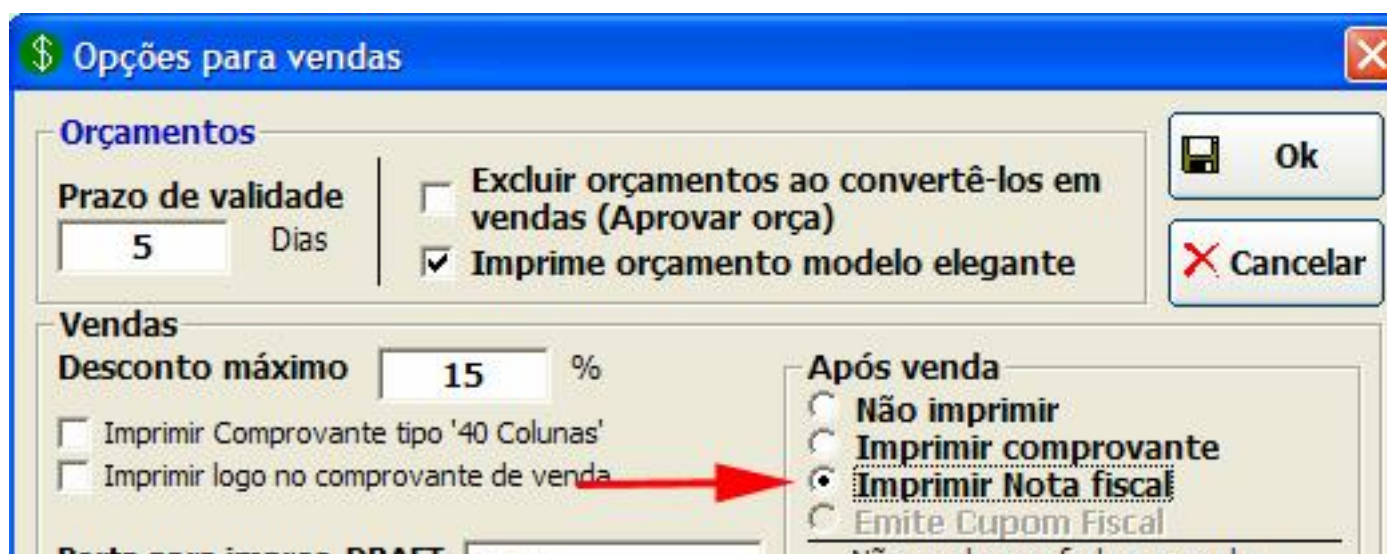 Opções para vendas
Orçamentos
Prazo de validade
5 Dias
Excluir orçamentos ao convertê-los em
vendas (Aprovar orça)
Imprime orçamento modelo elegante
Ok
Cancelar
Vendas
Desconto máximo 15 %
Imprimir Comprovante tipo '40 Colunas'
Imprimir logo no comprovante de venda
Após venda
Não imprimir
Imprimir comprovante
Imprimir Nota fiscal
Emite Cupom Fiscal
DRAFT
Não